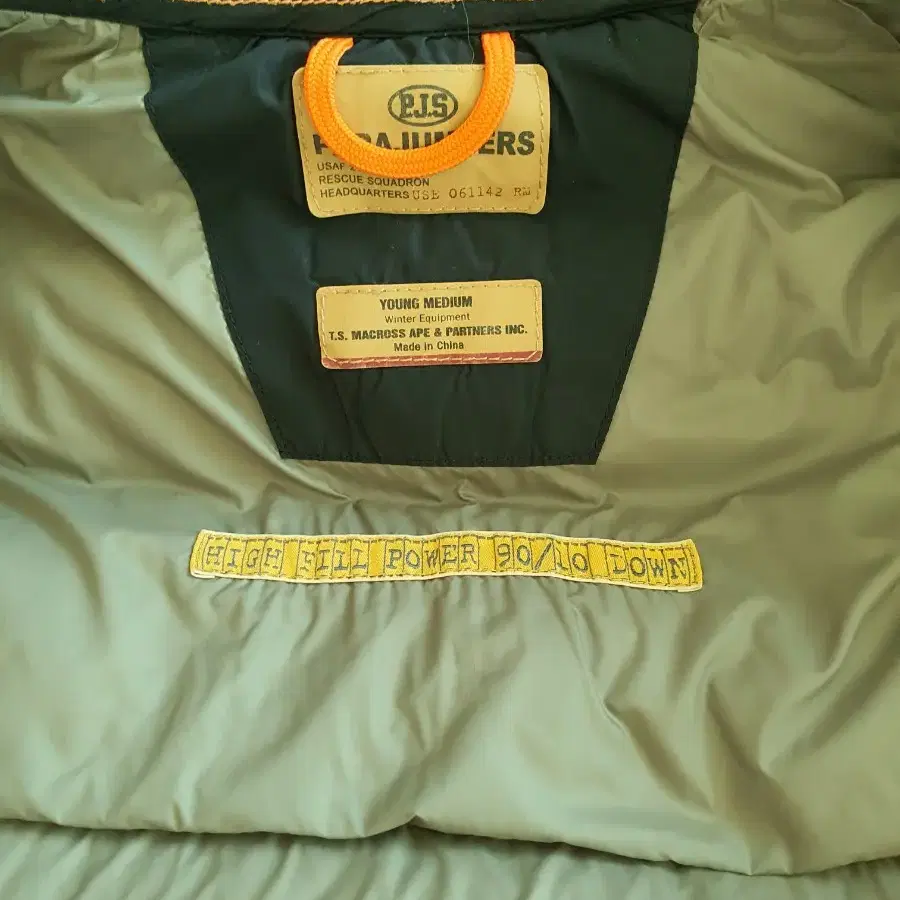 P.J.S
USAF
RESCUE SQUADRON
HEADQUARTERS USE 061142 RW
YOUNG MEDIUM
Winter Equipment
T.S. MACROSS APE & PARTNERS INC.
Made in China
HIGH FILL POWER 90/10 DOWN